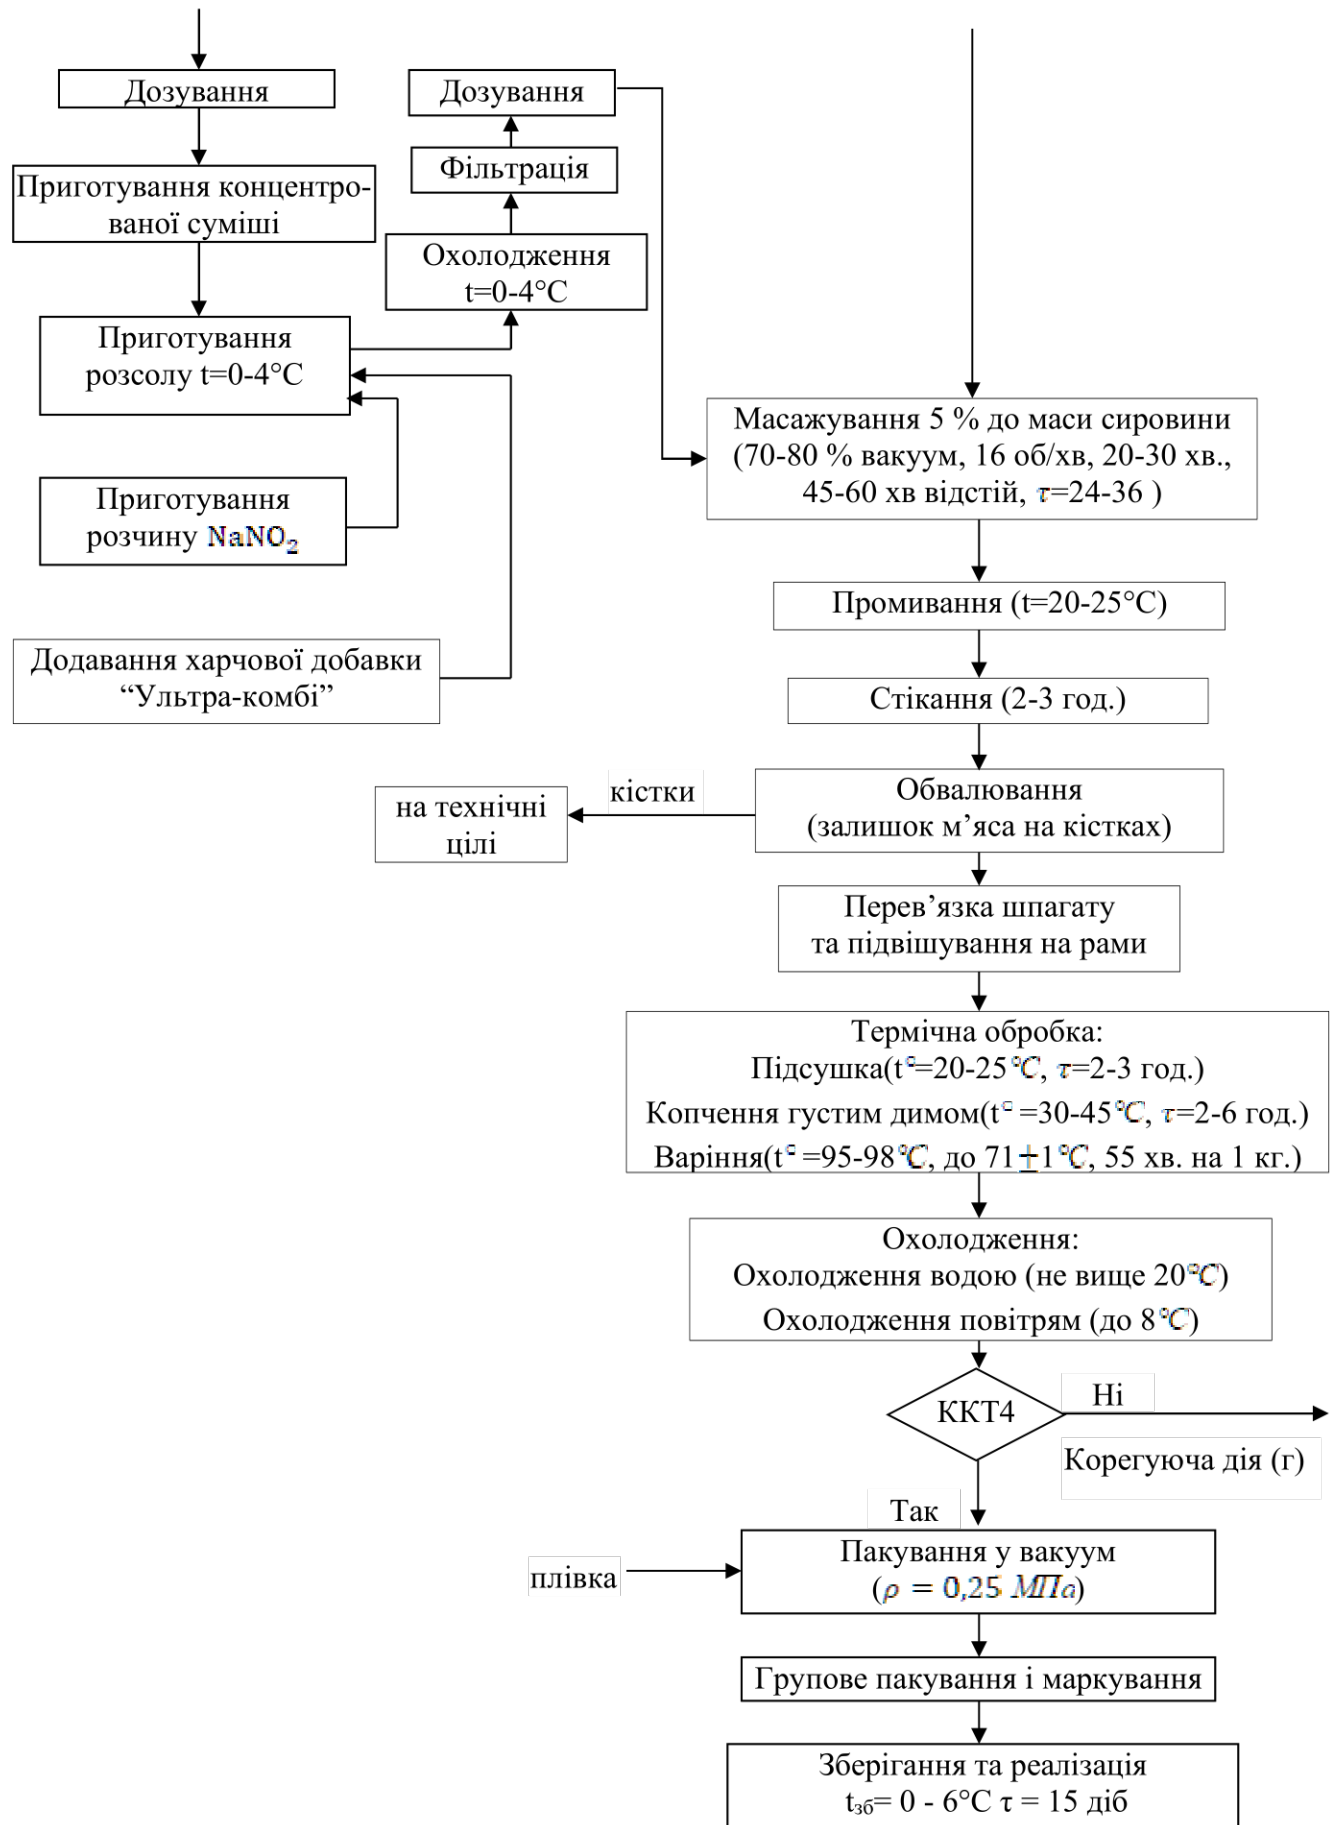 Дозування
Приготування концентро-
ваної суміші
Приготування
розсолу t=0-4°С
Приготування
розчину NaNO₂
Додавання харчової добавки
“Ультра-комбі”
Дозування
Фільтрація
Охолодження
t=0-4°С
Масажування 5 % до маси сировини
(70-80 % вакуум, 16 об/хв, 20-30 хв.,
45-60 хв відстій, τ=24-36 )
Промивання (t=20-25°С)
Стікання (2-3 год.)
Обвалювання
(залишок м’яса на кістках)
кістки
на технічні
цілі
Перев’язка шпагату
та підвішування на рами
Термічна обробка:
Підсушка(t°=20-25℃, τ=2-3 год.)
Копчення густим димом(t° =30-45℃, τ=2-6 год.)
Варіння(t° =95-98℃, до 71±1℃, 55 хв. на 1 кг.)
Охолодження:
Охолодження водою (не вище 20℃)
Охолодження повітрям (до 8℃)
ККТ4
Ні
Корегуюча дія (г)
Так
плівка
Пакування у вакуум
(ρ = 0,25 МПа)
Групове пакування і маркування
Зберігання та реалізація
tзб= 0 - 6°С τ = 15 діб